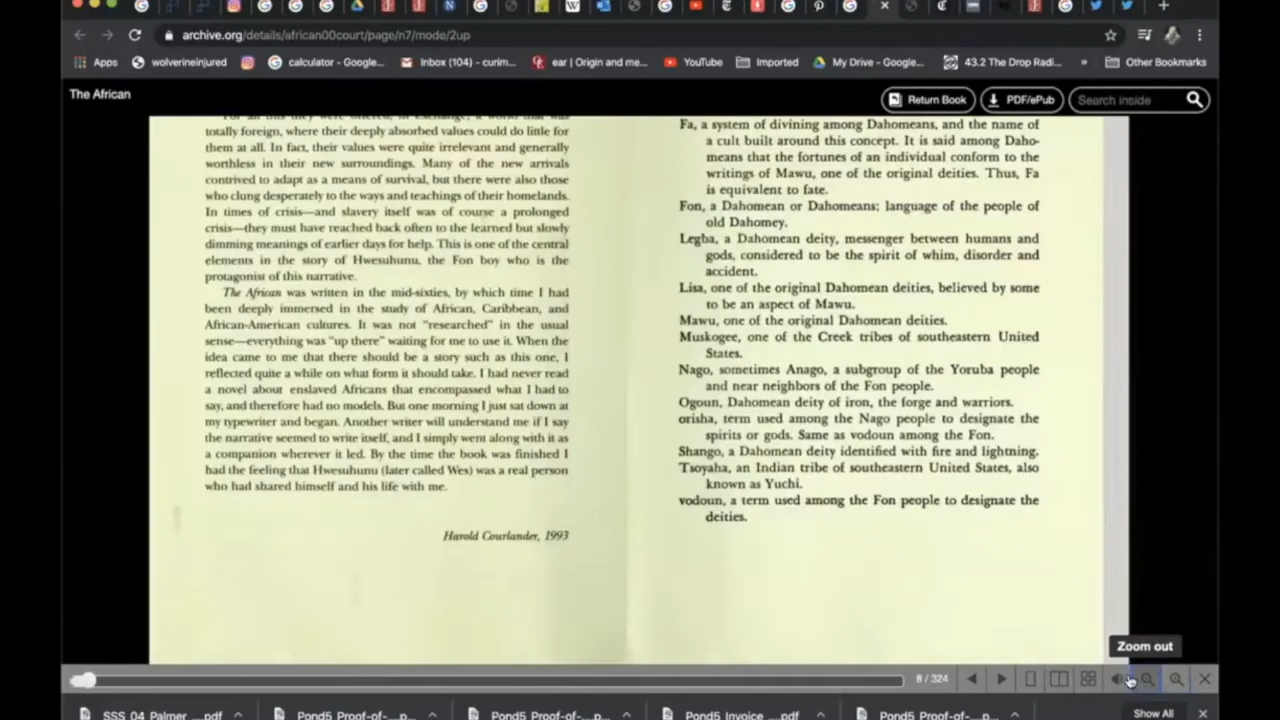 archive.org/details/african00court/page/n7/mode/2up
Apps
wolverineinjured
calculator - Google...
Inbox (104) - curim...
ear | Origin and me...
YouTube
Imported
My Drive - Google...
43.2 The Drop Radi...
»
Other Bookmarks
The African
Return Book
PDF/ePub
Search inside
totally foreign, where their deeply absorbed values could do little for
them at all. In fact, their values were quite irrelevant and generally
worthless in their new surroundings. Many of the new arrivals
contrived to adapt as a means of survival, but there were also those
who clung desperately to the ways and teachings of their homelands.
In times of crisis—and slavery itself was of course a prolonged
crisis—they must have reached back often to the learned but slowly
dimming meanings of earlier days for help. This is one of the central
elements in the story of Hwesuhunu, the Fon boy who is the
protagonist of this narrative.
The African was written in the mid-sixties, by which time I had
been deeply immersed in the study of African, Caribbean, and
African-American cultures. It was not "researched" in the usual
sense—everything was "up there" waiting for me to use it. When the
idea came to me that there should be a story such as this one, I
reflected quite a while on what form it should take. I had never read
a novel about enslaved Africans that encompassed what I had to
say, and therefore had no models. But one morning I just sat down at
my typewriter and began. Another writer will understand me if I say
the narrative seemed to write itself, and I simply went along with it as
a companion wherever it led. By the time the book was finished I
had the feeling that Hwesuhunu (later called Wes) was a real person
who had shared himself and his life with me.
Harold Courlander, 1993
Fa, a system of divining among Dahomeans, and the name of
a cult built around this concept. It is said among Daho-
means that the fortunes of an individual conform to the
writings of Mawu, one of the original deities. Thus, Fa
is equivalent to fate.
Fon, a Dahomean or Dahomeans; language of the people of
old Dahomey.
Legba, a Dahomean deity, messenger between humans and
gods, considered to be the spirit of whim, disorder and
accident.
Lisa, one of the original Dahomean deities, believed by some
to be an aspect of Mawu.
Mawu, one of the original Dahomean deities.
Muskogee, one of the Creek tribes of southeastern United
States.
Nago, sometimes Anago, a subgroup of the Yoruba people
and near neighbors of the Fon people.
Ogoun, Dahomean deity of iron, the forge and warriors.
orisha, term used among the Nago people to designate the
spirits or gods. Same as vodoun among the Fon.
Shango, a Dahomean deity identified with fire and lightning.
Tsoyaha, an Indian tribe of southeastern United States, also
known as Yuchi.
vodoun, a term used among the Fon people to designate the
deities.
Zoom out
8 / 324
SSS_04_Palmer_....pdf
Pond5_Proof-of-....p...
Pond5_Proof-of-....p...
Pond5_Invoice_....pdf
Pond5_Proof-of-....p...
Show All